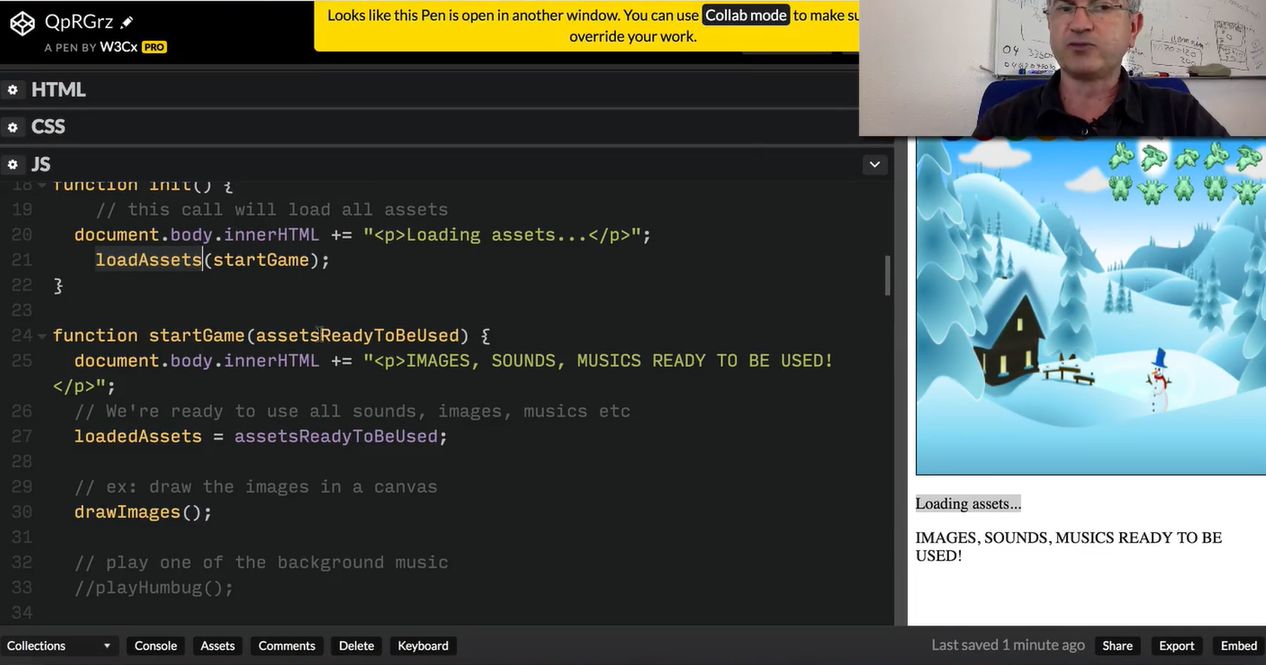 QpRGrz
A PEN BY W3Cx PRO
Looks like this Pen is open in another window. You can use Collab mode to make su
override your work.
HTML
CSS
JS
18 function init() {
19 // this call will load all assets
20 document.body.innerHTML += "<p>Loading assets...</p>";
21 loadAssets(startGame);
22 }
23
24 function startGame(assetsReadyToBeUsed) {
25 document.body.innerHTML += "<p>IMAGES, SOUNDS, MUSICS READY TO BE USED!
</p>";
26 // We're ready to use all sounds, images, musics etc
27 loadedAssets = assetsReadyToBeUsed;
28
29 // ex: draw the images in a canvas
30 drawImages();
31
32 // play one of the background music
33 //playHumbug();
34
Loading assets...
IMAGES, SOUNDS, MUSICS READY TO BE
USED!
Collections Console Assets Comments Delete Keyboard Last saved 1 minute ago Share Export Embed